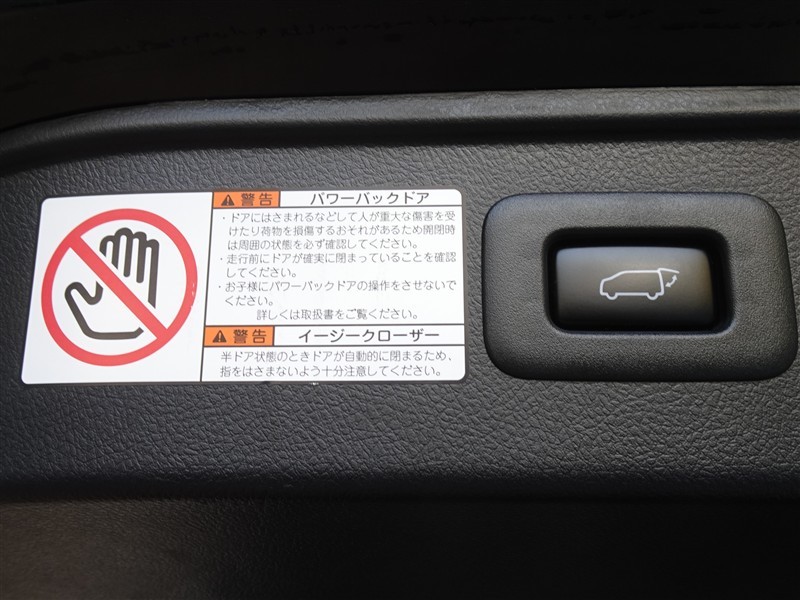 警告 パワーバックドア
・ドアにはさまれるなどして人が重大な傷害を受
けたり荷物を損傷するおそれがあるため開閉時
は周囲の状態を必ず確認してください。
・走行前にドアが確実に閉まっていることを確認
してください。
・お子様にパワーバックドアの操作をさせないで
ください。
詳しくは取扱書をご覧ください。
警告 イージークローザー
半ドア状態のときドアが自動的に閉まるため、
指をはさまないよう十分注意してください。